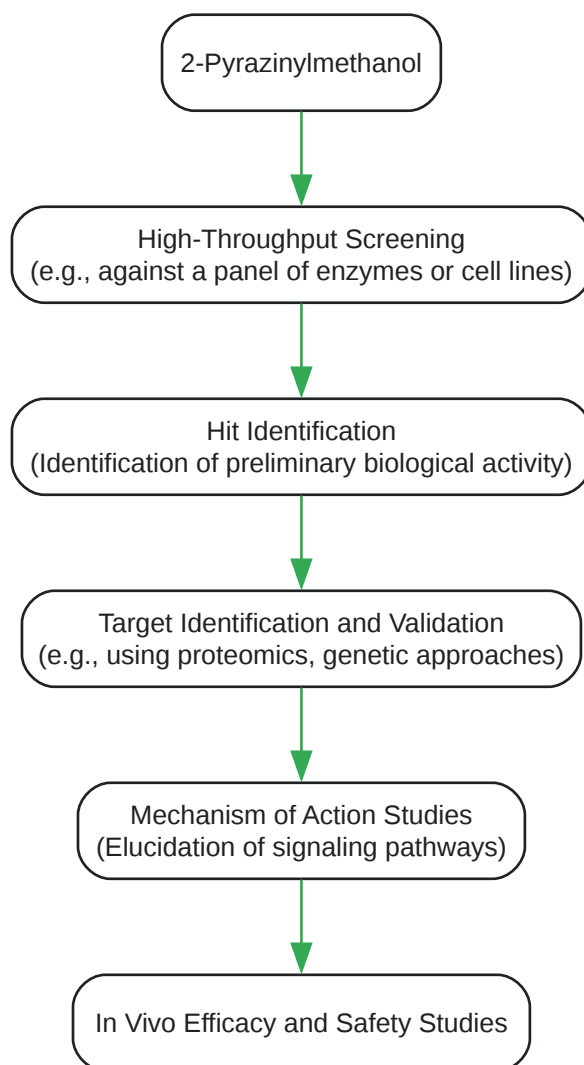 2-Pyrazinylmethanol
High-Throughput Screening
(e.g., against a panel of enzymes or cell lines)
Hit Identification
(Identification of preliminary biological activity)
Target Identification and Validation
(e.g., using proteomics, genetic approaches)
Mechanism of Action Studies
(Elucidation of signaling pathways)
In Vivo Efficacy and Safety Studies